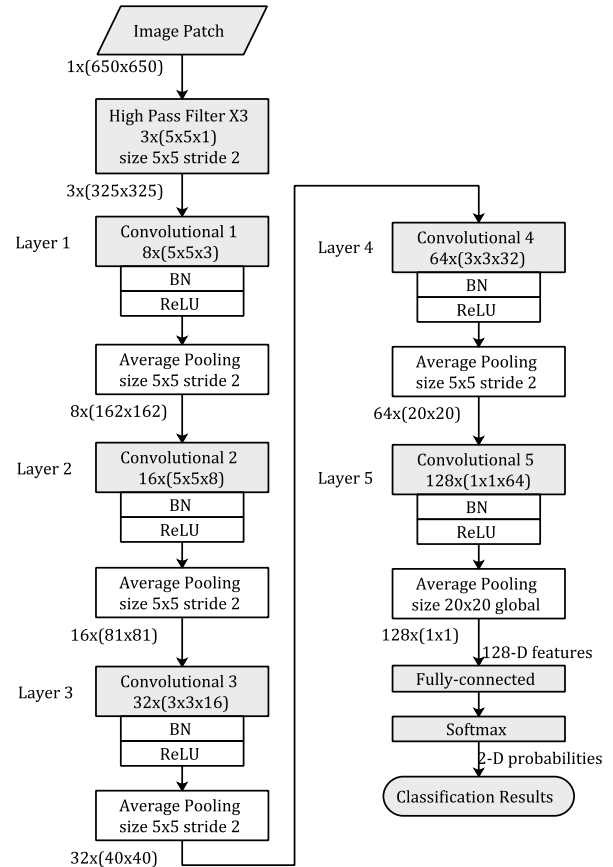 Image Patch
1x(650x650)
High Pass Filter X3
3x(5x5x1)
size 5x5 stride 2
3x(325x325)
Layer 1
Convolutional 1
8x(5x5x3)
BN
ReLU
Average Pooling
size 5x5 stride 2
8x(162x162)
Layer 2
Convolutional 2
16x(5x5x8)
BN
ReLU
Average Pooling
size 5x5 stride 2
16x(81x81)
Layer 3
Convolutional 3
32x(3x3x16)
BN
ReLU
Average Pooling
size 5x5 stride 2
32x(40x40)
Layer 4
Convolutional 4
64x(3x3x32)
BN
ReLU
Average Pooling
size 5x5 stride 2
64x(20x20)
Layer 5
Convolutional 5
128x(1x1x64)
BN
ReLU
Average Pooling
size 20x20 global
128x(1x1)
128-D features
Fully-connected
Softmax
2-D probabilities
Classification Results